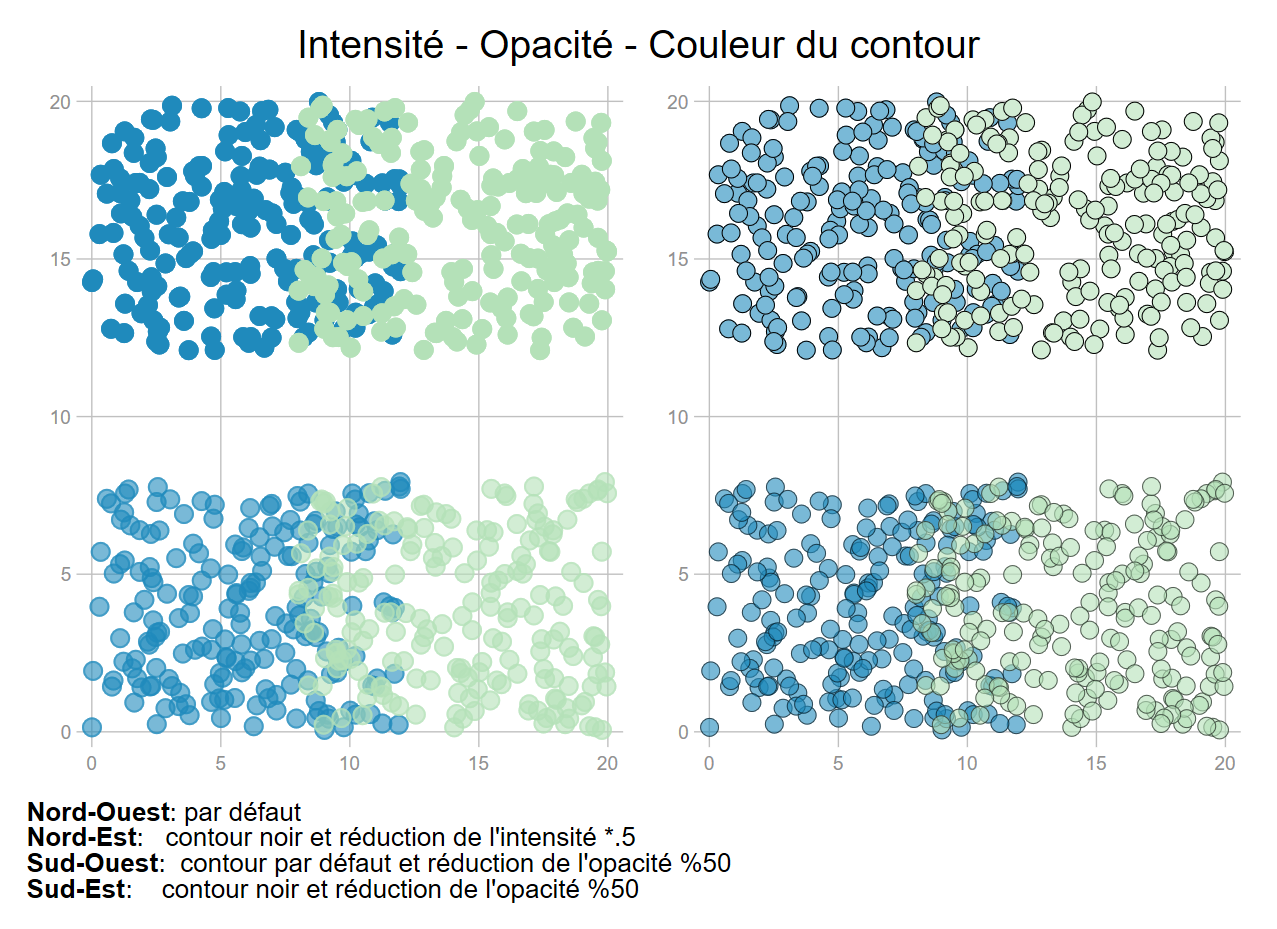 Intensité - Opacité - Couleur du contour
20
15
10
5
0
0 5 10 15 20
20
15
10
5
0
0 5 10 15 20
Nord-Ouest: par défaut
Nord-Est: contour noir et réduction de l'intensité *.5
Sud-Ouest: contour par défaut et réduction de l'opacité %50
Sud-Est: contour noir et réduction de l'opacité %50